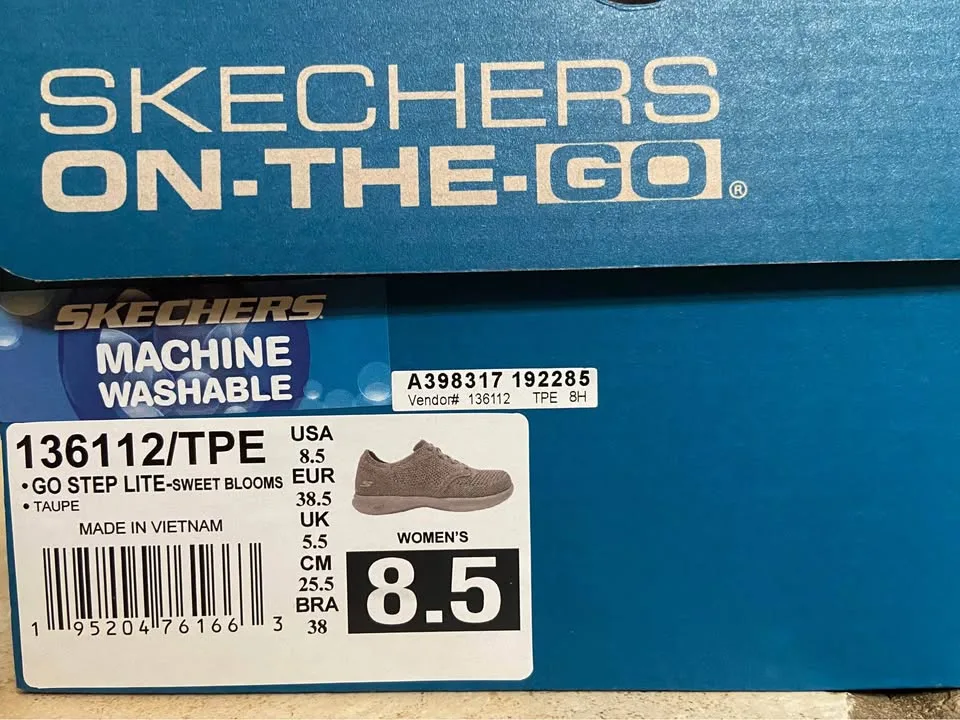 SKECHERS
ON-THE-GO®
SKECHERS
MACHINE
WASHABLE
A398317 192285
Vendor# 136112 TPE 8H
136112/TPE
• GO STEP LITE-SWEET BLOOMS
• TAUPE
MADE IN VIETNAM
1 95204 76166 3
USA
8.5
EUR
38.5
UK
5.5
CM
25.5
BRA
38
WOMEN'S
8.5